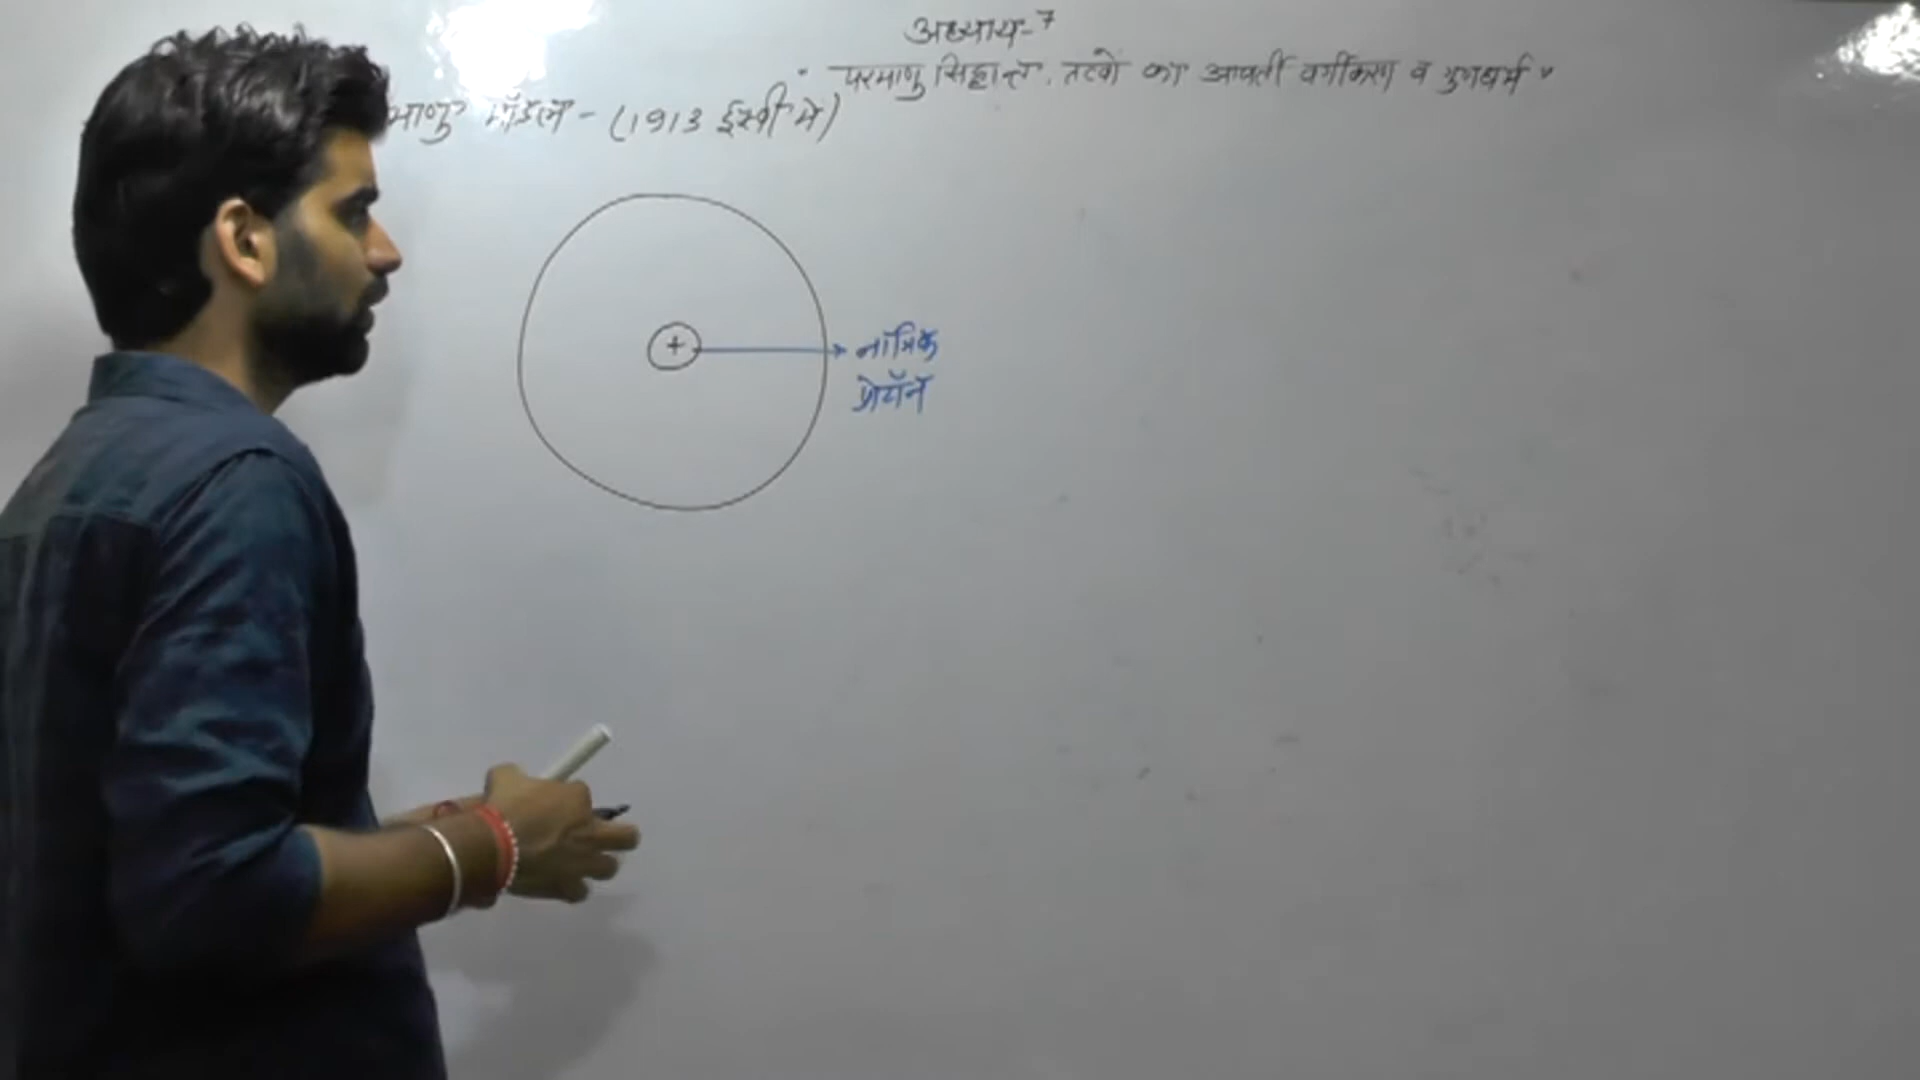 अध्याय-7
" परमाणु सिद्धान्त, तत्वों का आवर्ती वर्गीकरण व गुणधर्म "
माणु मॉडल - (1913 ईस्वी में)
+
नाभिक
प्रोटॉन